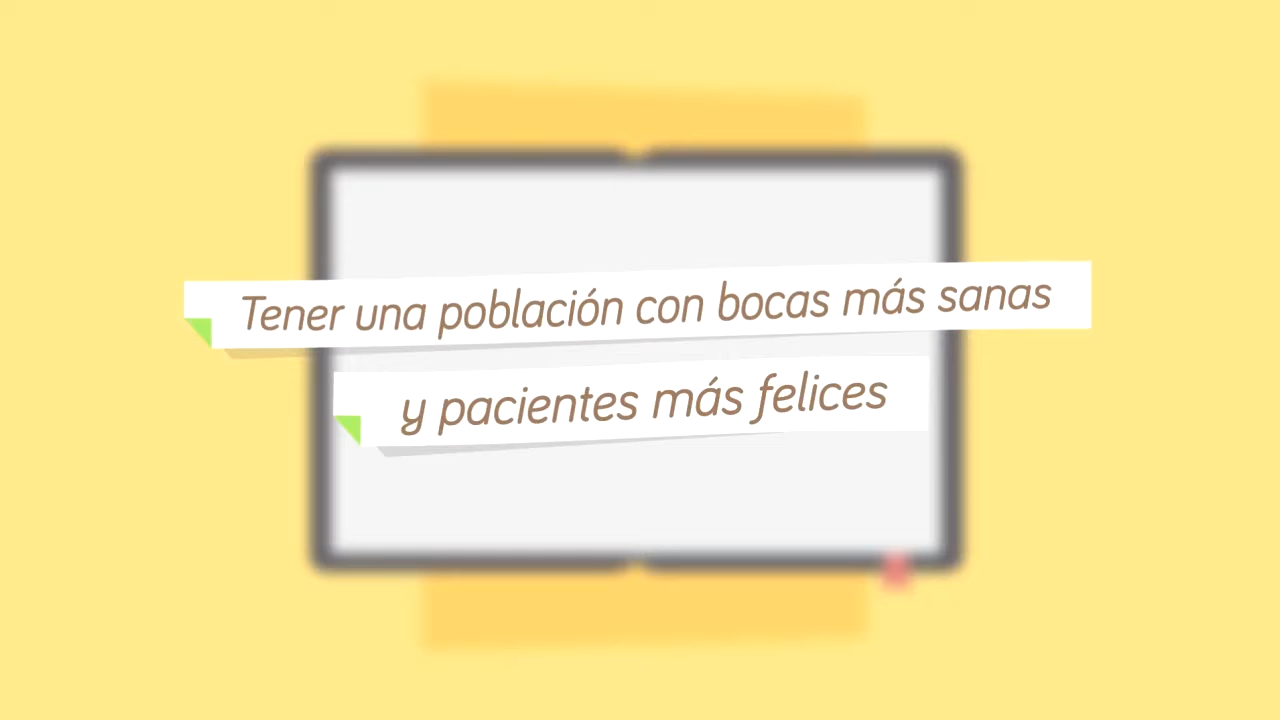 Tener una población con bocas más sanas
y pacientes más felices